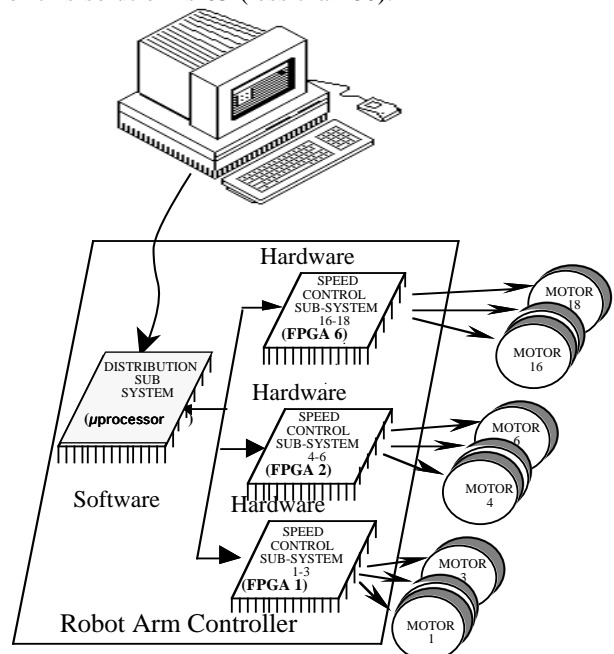 Hardware
SPEED
CONTROL
SUB-SYSTEM
16-18
(FPGA 6)
MOTOR
18
MOTOR
16
DISTRIBUTION
SUB
SYSTEM
(µprocessor )
Software
Hardware
SPEED
CONTROL
SUB-SYSTEM
4-6
(FPGA 2)
MOTOR
6
MOTOR
4
Hardware
SPEED
CONTROL
SUB-SYSTEM
1-3
(FPGA 1)
MOTOR
3
MOTOR
1
Robot Arm Controller